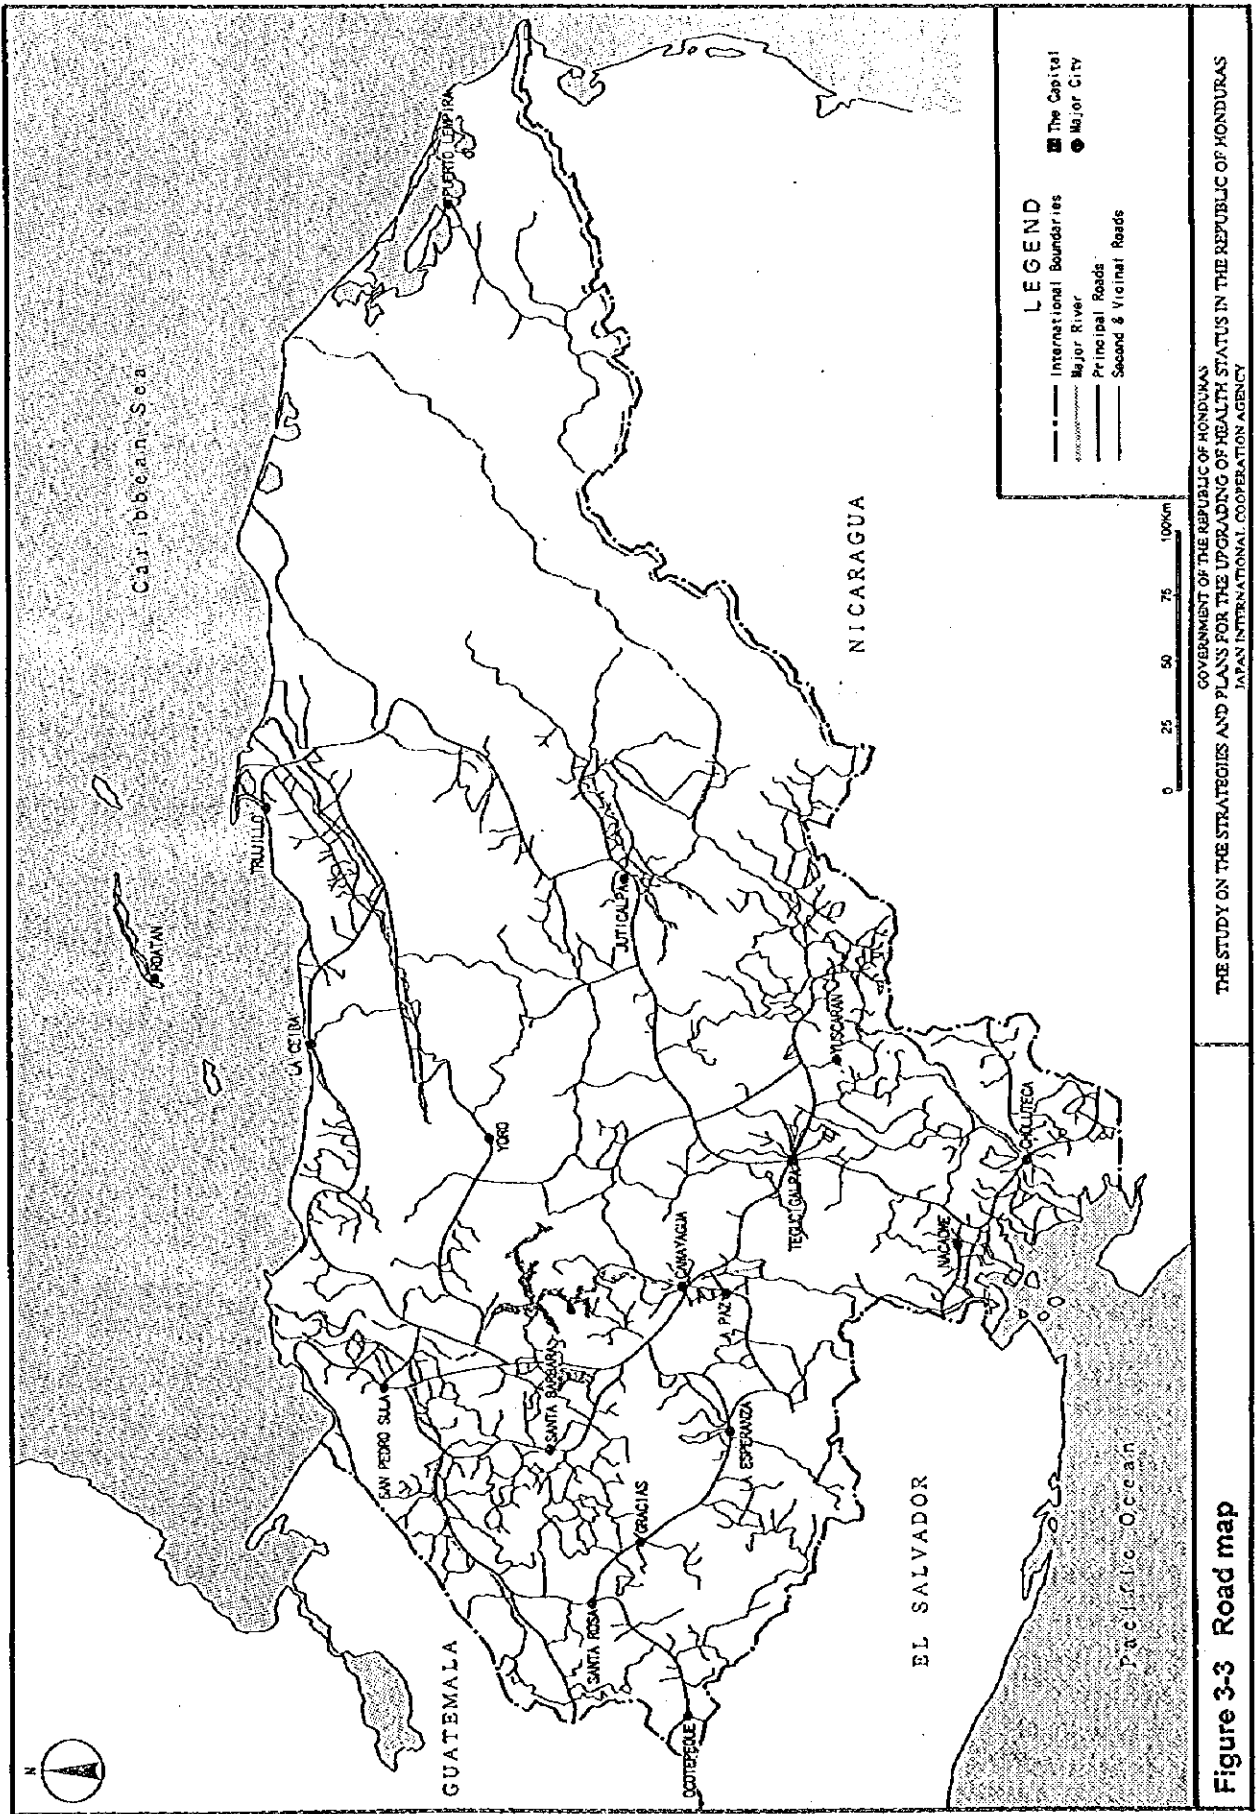 N
Caribbean Sea
ROATAN
TRUJILLO
LA CEIBA
PUERTO LEMPIRA
SAN PEDRO SULA
YORO
GUATEMALA
SANTA BARBARA
JUTICALPA
SANTA ROSA
GRACIAS
COMAYAGUA
OCOTEPEQUE
LA ESPERANZA
LA PAZ
TEGUCIGALPA
YUSCARAN
NICARAGUA
EL SALVADOR
NACAOME
CHOLUTECA
Pacific Ocean
LEGEND
International Boundaries
Major River
Principal Roads
Second & Vicinal Roads
The Capital
Major City
0 25 50 75 100Km
Figure 3-3 Road map
GOVERNMENT OF THE REPUBLIC OF HONDURAS
THE STUDY ON THE STRATEGIES AND PLANS FOR THE UPGRADING OF HEALTH STATUS IN THE REPUBLIC OF HONDURAS
JAPAN INTERNATIONAL COOPERATION AGENCY